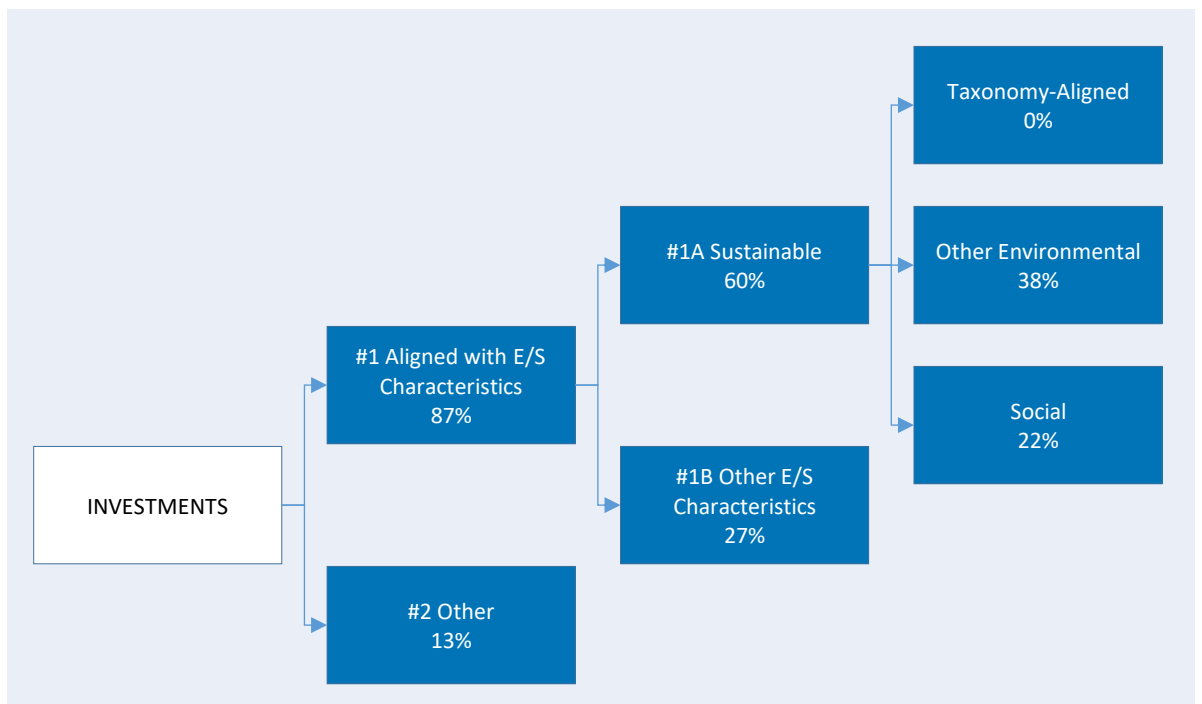 INVESTMENTS
#1 Aligned with E/S
Characteristics
87%
#2 Other
13%
#1A Sustainable
60%
#1B Other E/S
Characteristics
27%
Taxonomy-Aligned
0%
Other Environmental
38%
Social
22%